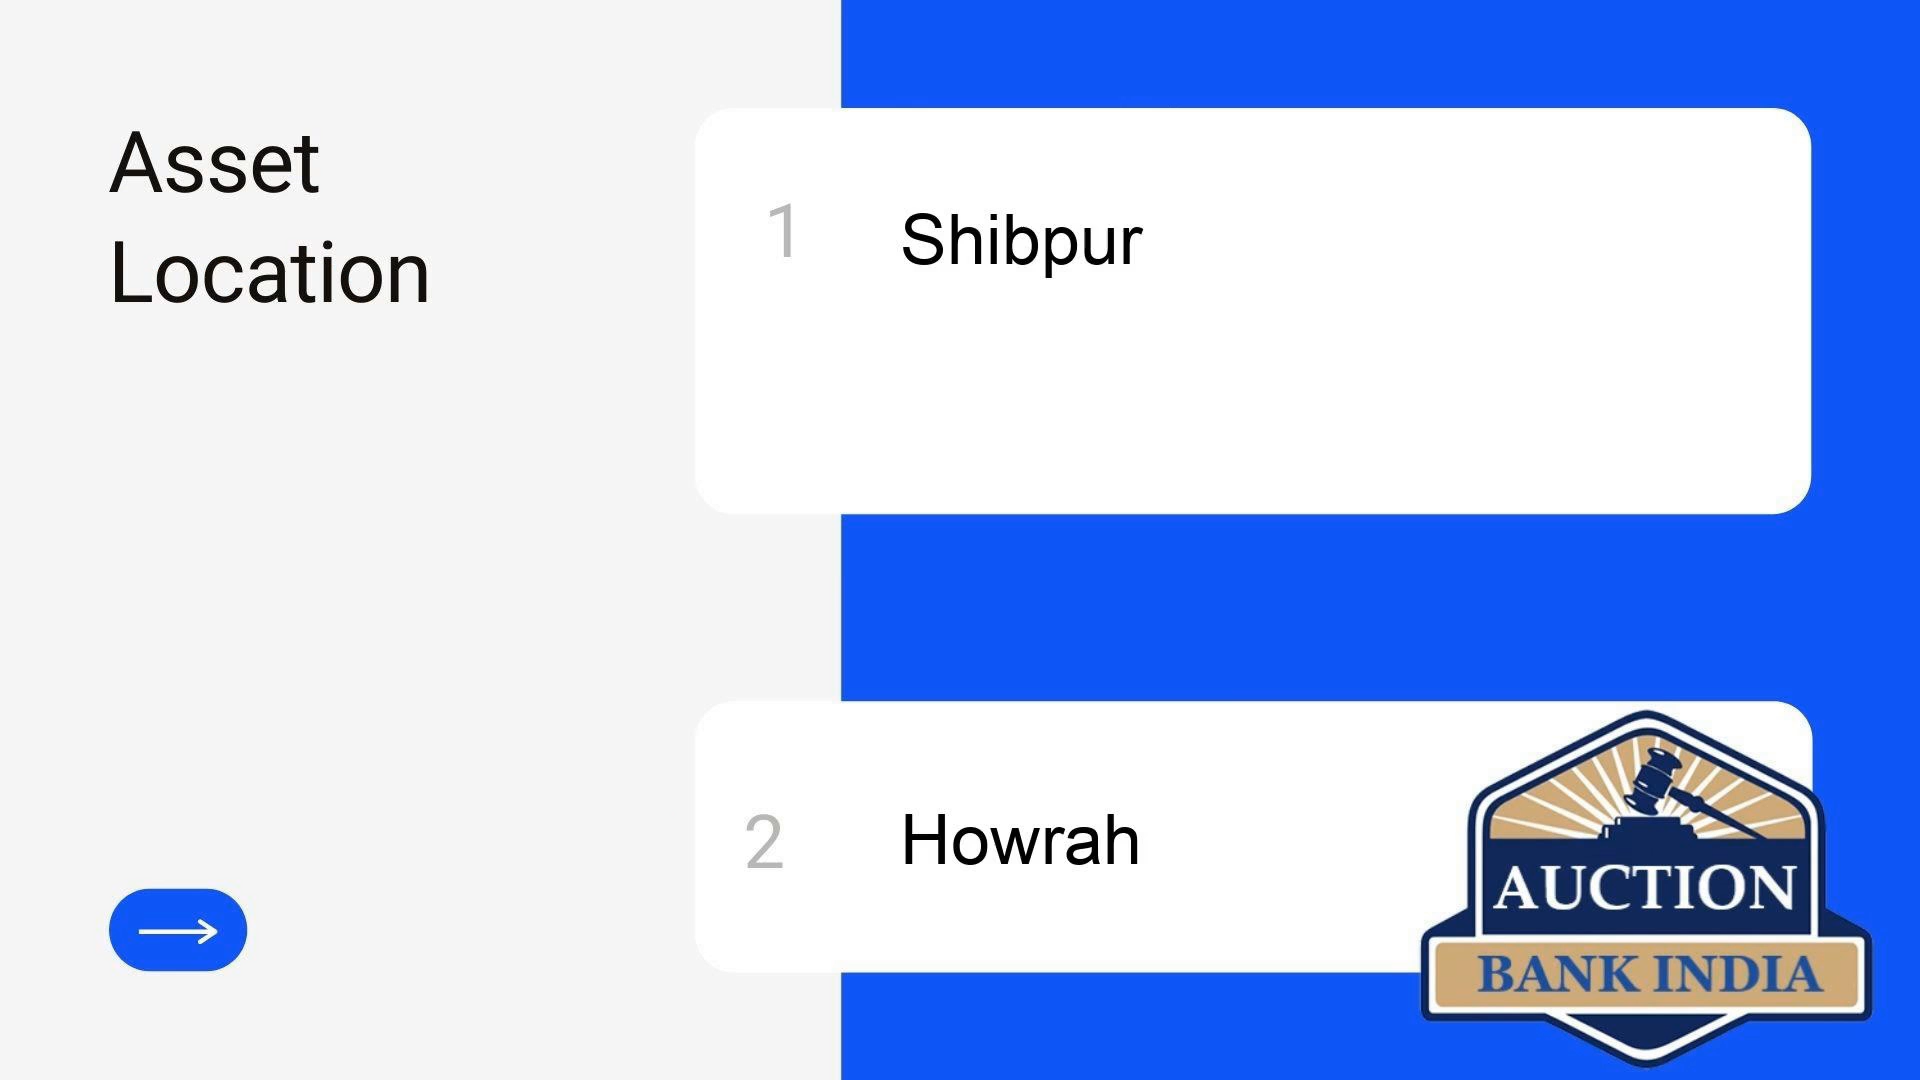 Asset
Location
1
Shibpur
2
Howrah
AUCTION
BANK INDIA